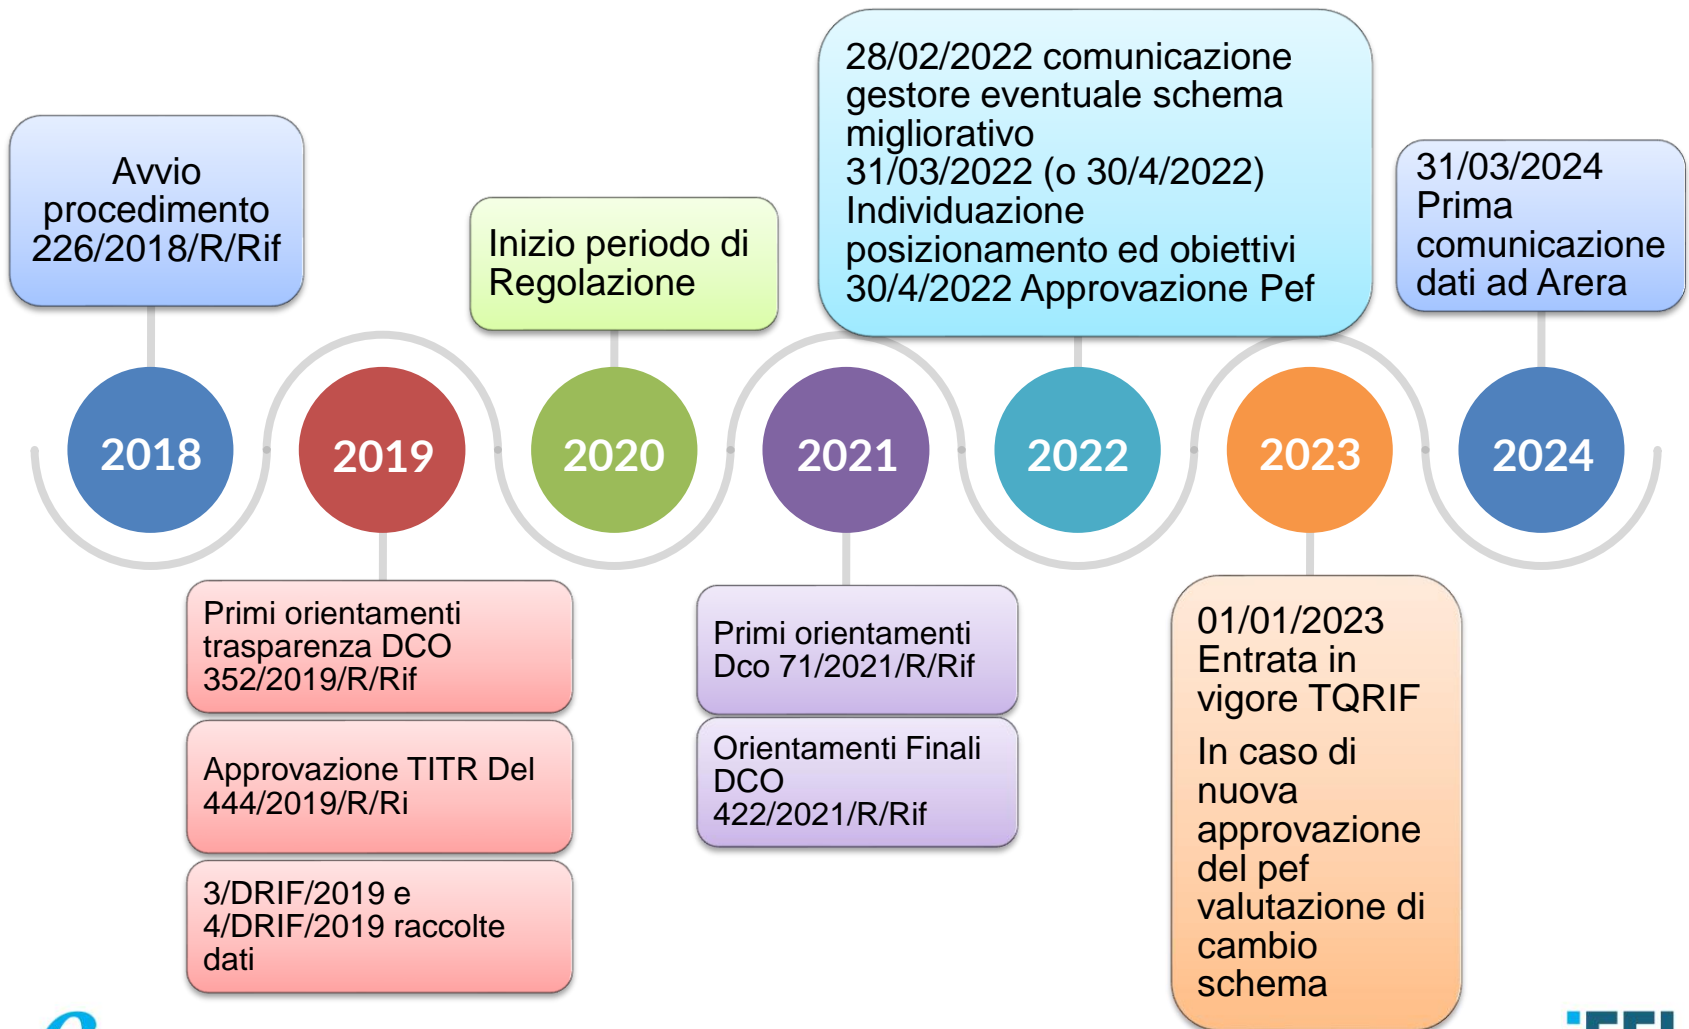 Avvio
procedimento
226/2018/R/Rif
Inizio periodo di
Regolazione
28/02/2022 comunicazione
gestore eventuale schema
migliorativo
31/03/2022 (o 30/4/2022)
Individuazione
posizionamento ed obiettivi
30/4/2022 Approvazione Pef
31/03/2024
Prima
comunicazione
dati ad Arera
2018
2019
2020
2021
2022
2023
2024
Primi orientamenti
trasparenza DCO
352/2019/R/Rif
Approvazione TITR Del
444/2019/R/Ri
3/DRIF/2019 e
4/DRIF/2019 raccolte
dati
Primi orientamenti
Dco 71/2021/R/Rif
Orientamenti Finali
DCO
422/2021/R/Rif
01/01/2023
Entrata in
vigore TQRIF
In caso di
nuova
approvazione
del pef
valutazione di
cambio
schema